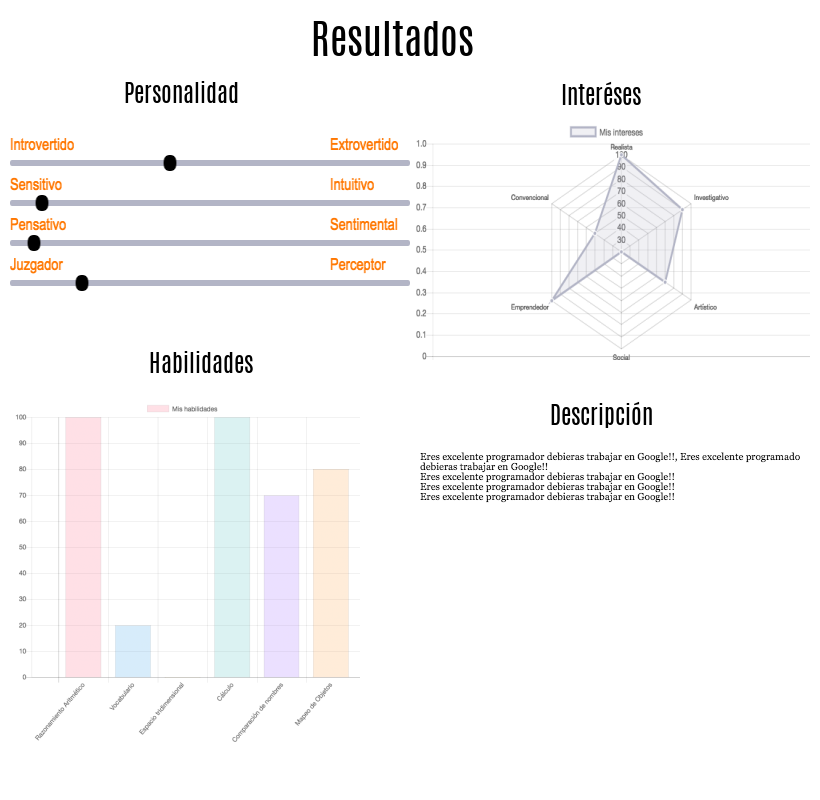 Resultados
Personalidad
Introvertido Extrovertido
Sensitivo Intuitivo
Pensativo Sentimental
Juzgador Perceptor
Interéses
Mis intereses
1.0
0.9
0.8
0.7
0.6
0.5
0.4
0.3
0.2
0.1
0
Realista
100
90
80
70
60
50
40
30
Convencional
Investigativo
Emprendedor
Artístico
Social
Habilidades
Mis habilidades
100
90
80
70
60
50
40
30
20
10
0
Razonamiento Aritmético
Vocabulario
Espacio tridimensional
Cálculo
Comparación de nombres
Mapeo de Objetos
Descripción
Eres excelente programador debieras trabajar en Google!!, Eres excelente programado
debieras trabajar en Google!!
Eres excelente programador debieras trabajar en Google!!
Eres excelente programador debieras trabajar en Google!!
Eres excelente programador debieras trabajar en Google!!